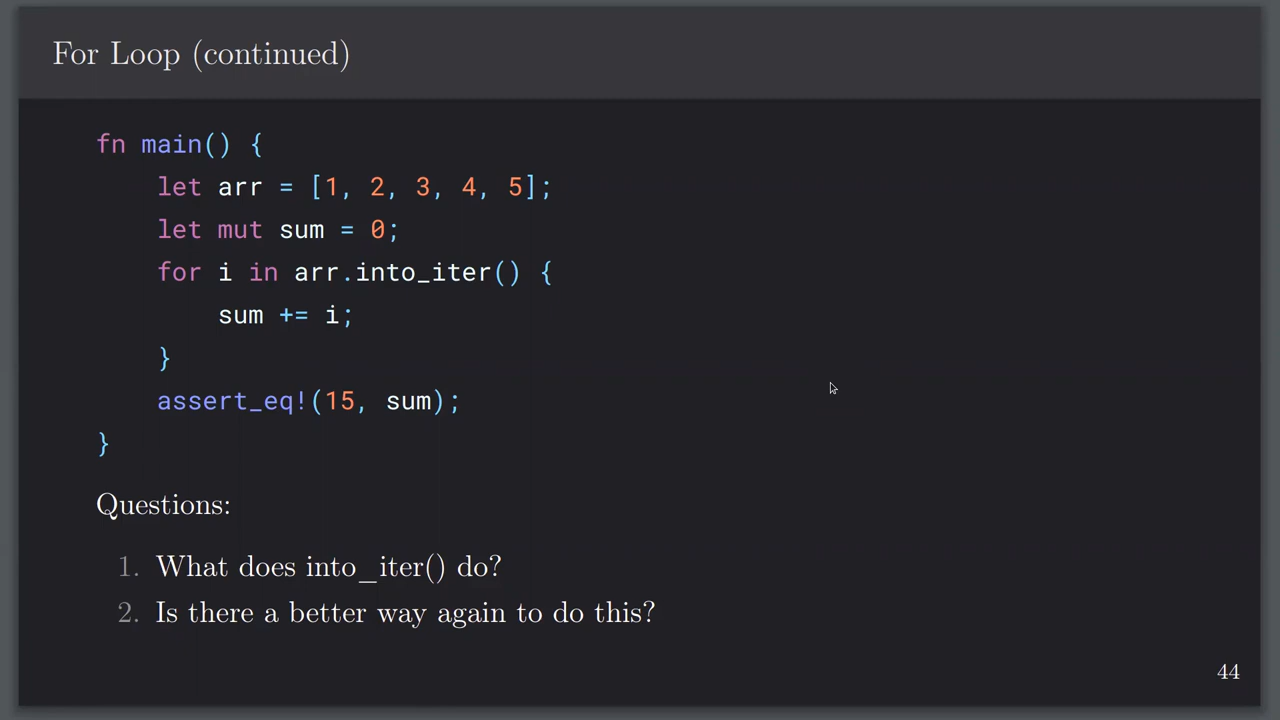 For Loop (continued)
fn main() {
    let arr = [1, 2, 3, 4, 5];
    let mut sum = 0;
    for i in arr.into_iter() {
        sum += i;
    }
    assert_eq!(15, sum);
}
Questions:
1. What does into_iter() do?
2. Is there a better way again to do this?
44